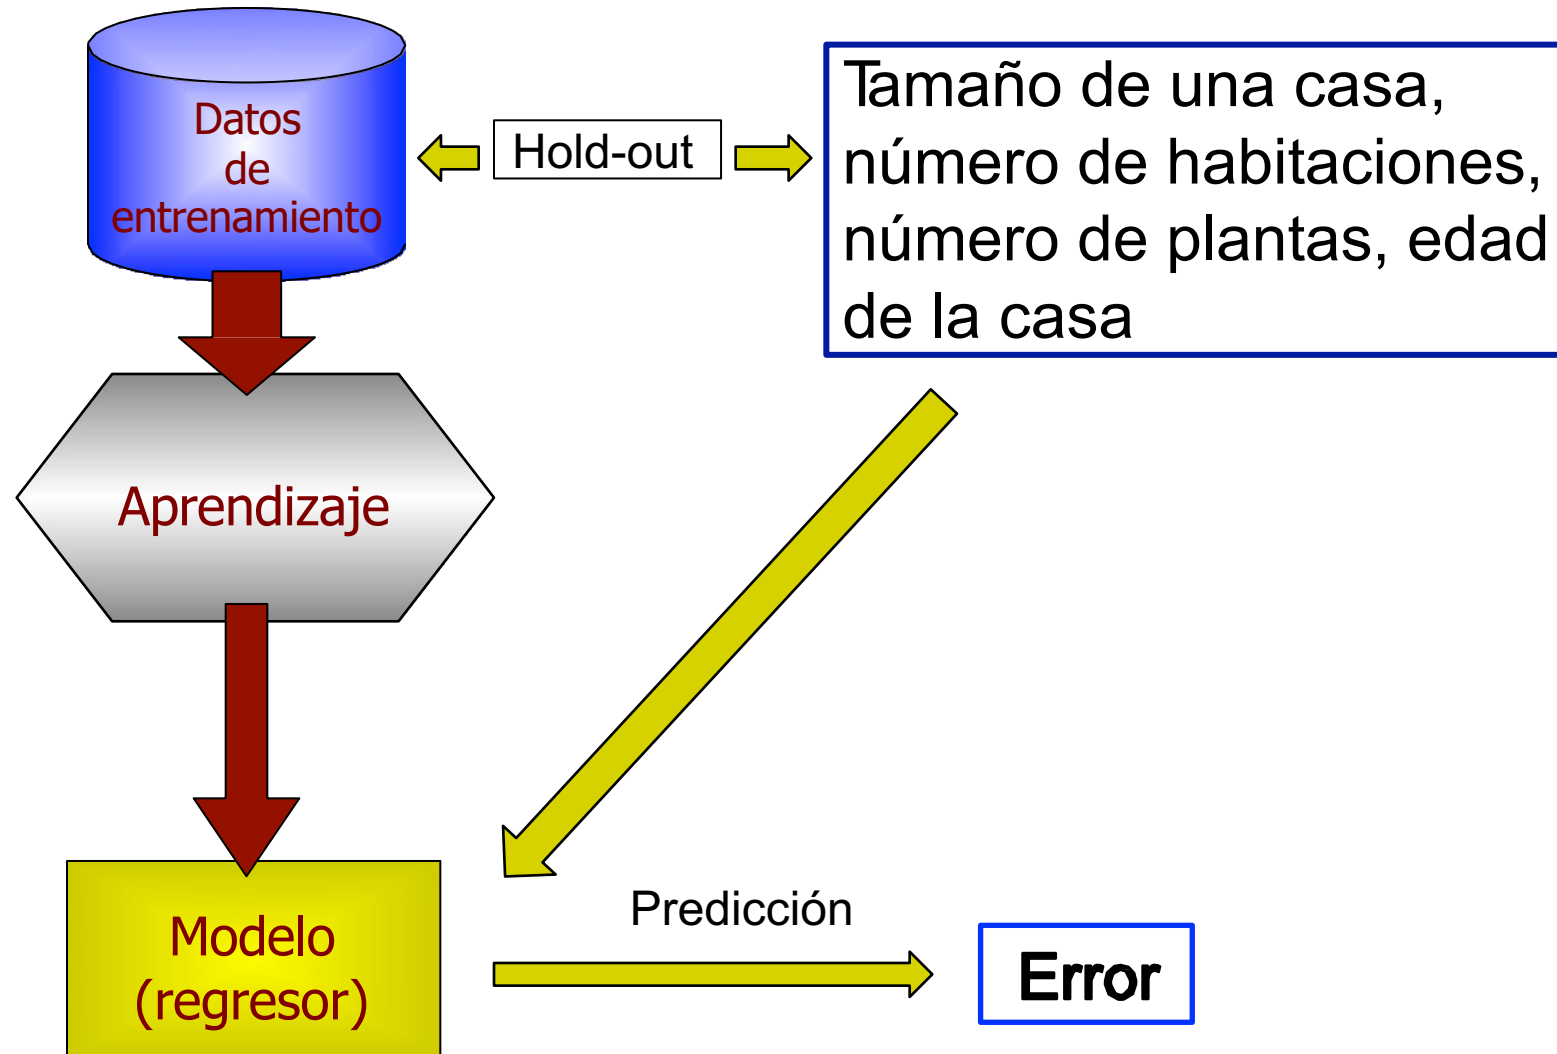 Datos
de
entrenamiento
Hold-out
Tamaño de una casa,
número de habitaciones,
número de plantas, edad
de la casa
Aprendizaje
Modelo
(regresor)
Predicción
Error